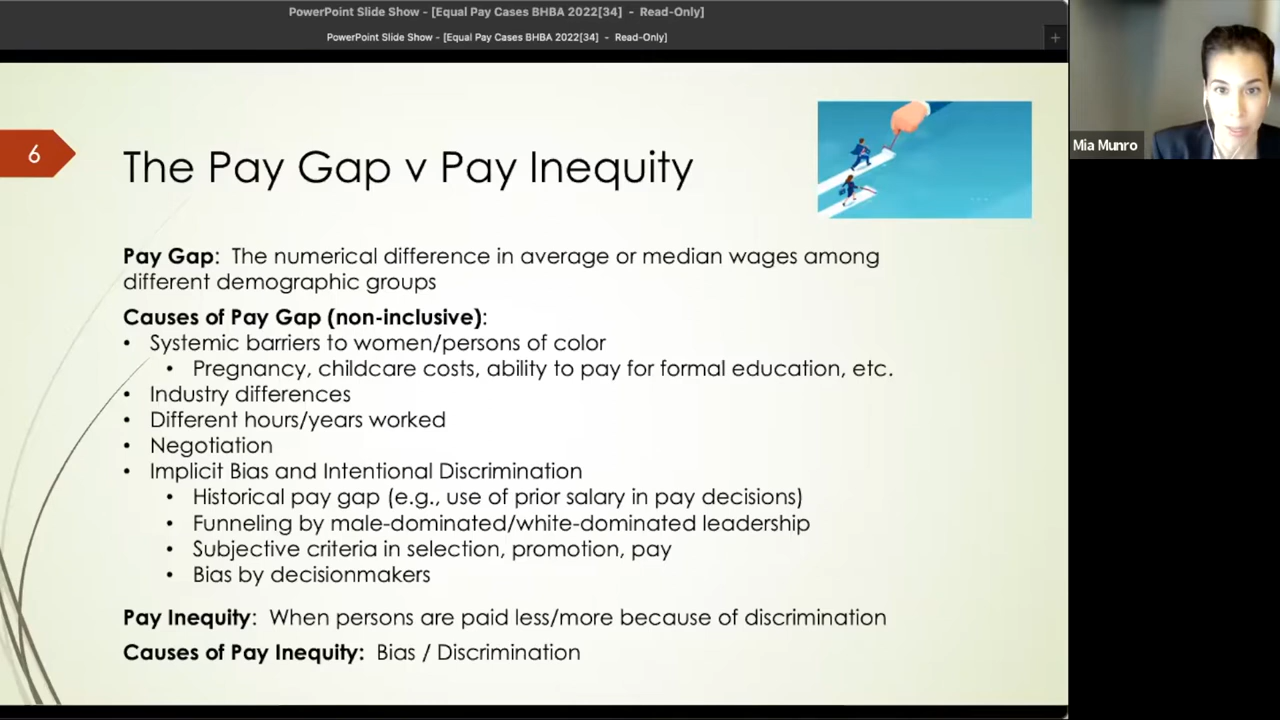 PowerPoint Slide Show - [Equal Pay Cases BHBA 2022[34] - Read-Only]
PowerPoint Slide Show - [Equal Pay Cases BHBA 2022[34] - Read-Only]
+
6
The Pay Gap v Pay Inequity
Mia Munro
Pay Gap: The numerical difference in average or median wages among
different demographic groups
Causes of Pay Gap (non-inclusive):
• Systemic barriers to women/persons of color
• Pregnancy, childcare costs, ability to pay for formal education, etc.
• Industry differences
• Different hours/years worked
• Negotiation
• Implicit Bias and Intentional Discrimination
• Historical pay gap (e.g., use of prior salary in pay decisions)
• Funneling by male-dominated/white-dominated leadership
• Subjective criteria in selection, promotion, pay
• Bias by decisionmakers
Pay Inequity: When persons are paid less/more because of discrimination
Causes of Pay Inequity: Bias / Discrimination